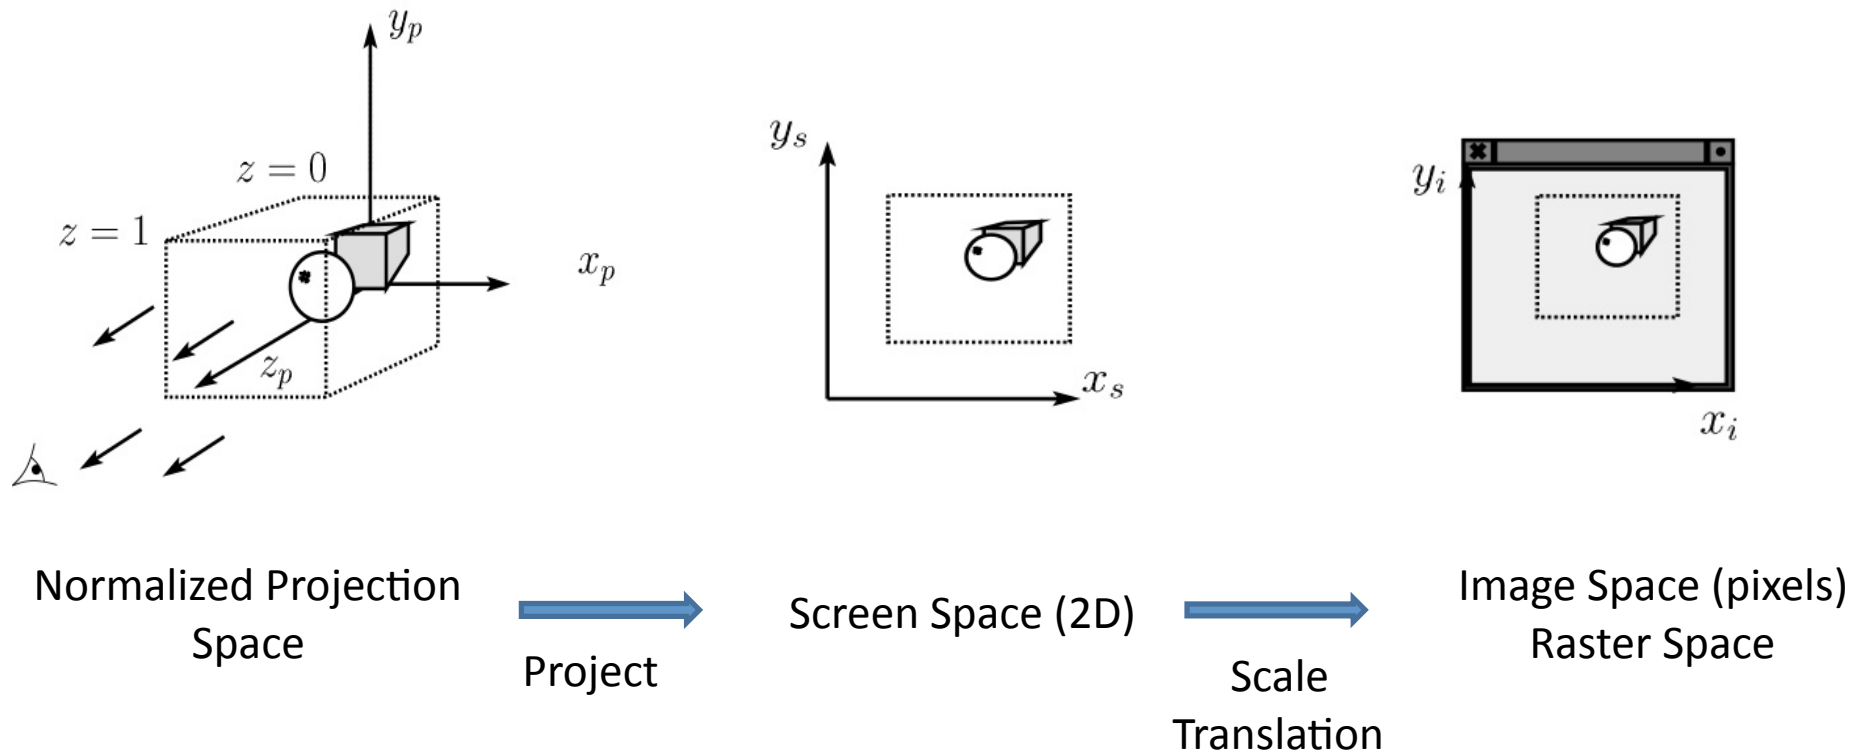 y_p
z = 0
z = 1
x_p
z_p
y_s
x_s
y_i
x_i
Normalized Projection
Space
Project
Screen Space (2D)
Scale
Translation
Image Space (pixels)
Raster Space